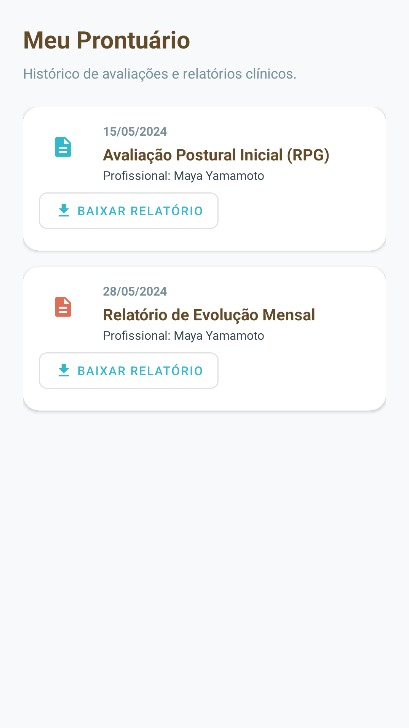 Meu Prontuário
Histórico de avaliações e relatórios clínicos.
15/05/2024
Avaliação Postural Inicial (RPG)
Profissional: Maya Yamamoto
BAIXAR RELATÓRIO
28/05/2024
Relatório de Evolução Mensal
Profissional: Maya Yamamoto
BAIXAR RELATÓRIO